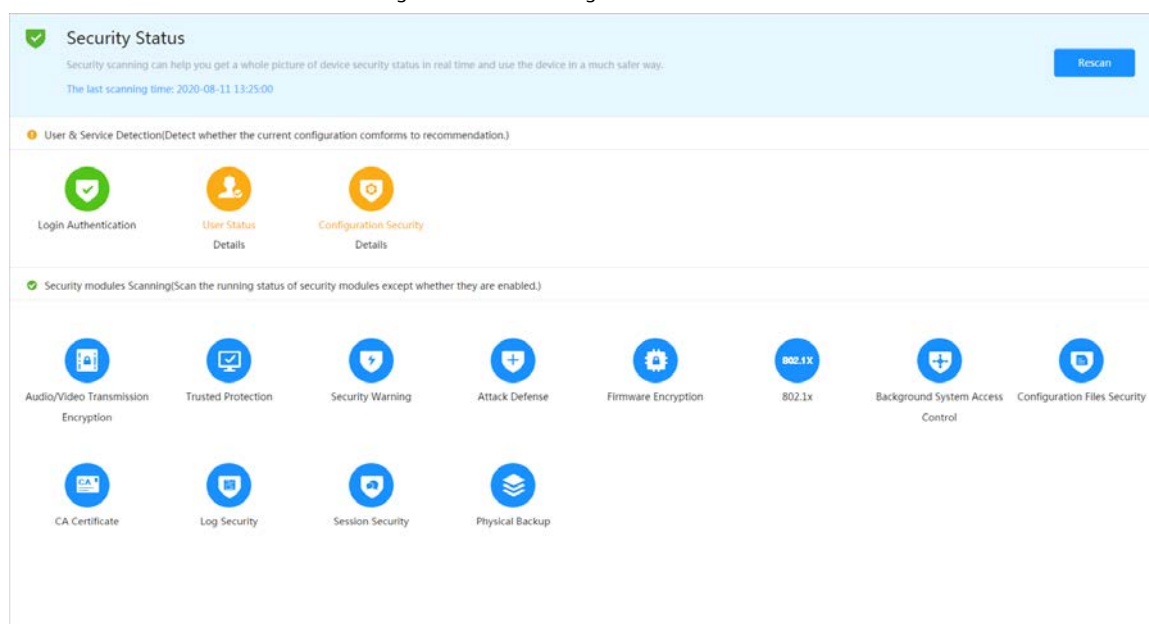 Security Status
Security scanning can help you get a whole picture of device security status in real time and use the device in a much safer way.
Rescan
The last scanning time: 2020-08-11 13:25:00
User & Service Detection(Detect whether the current configuration comforms to recommendation.)
Login Authentication
User Status
Configuration Security
Details
Details
Security modules Scanning(Scan the running status of security modules except whether they are enabled.)
802.1X
Audio/Video Transmission
Encryption
Trusted Protection
Security Warning
Attack Defense
Firmware Encryption
802.1x
Background System Access
Control
Configuration Files Security
CA
CA Certificate
Log Security
Session Security
Physical Backup